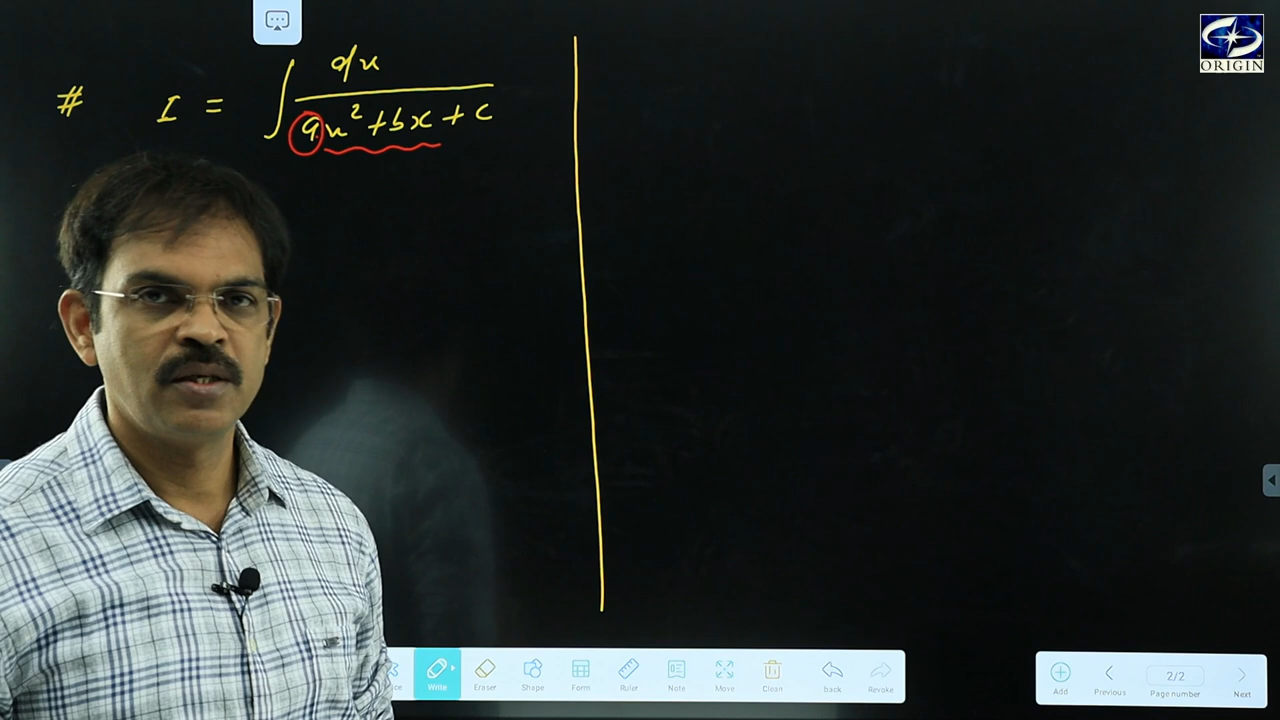 ORIGIN
# I = ∫ dx / (ax² + bx + c)
Write
Eraser
Shape
Form
Ruler
Note
Move
Clean
back
Revoke
Add
Previous
2/2
Page number
Next